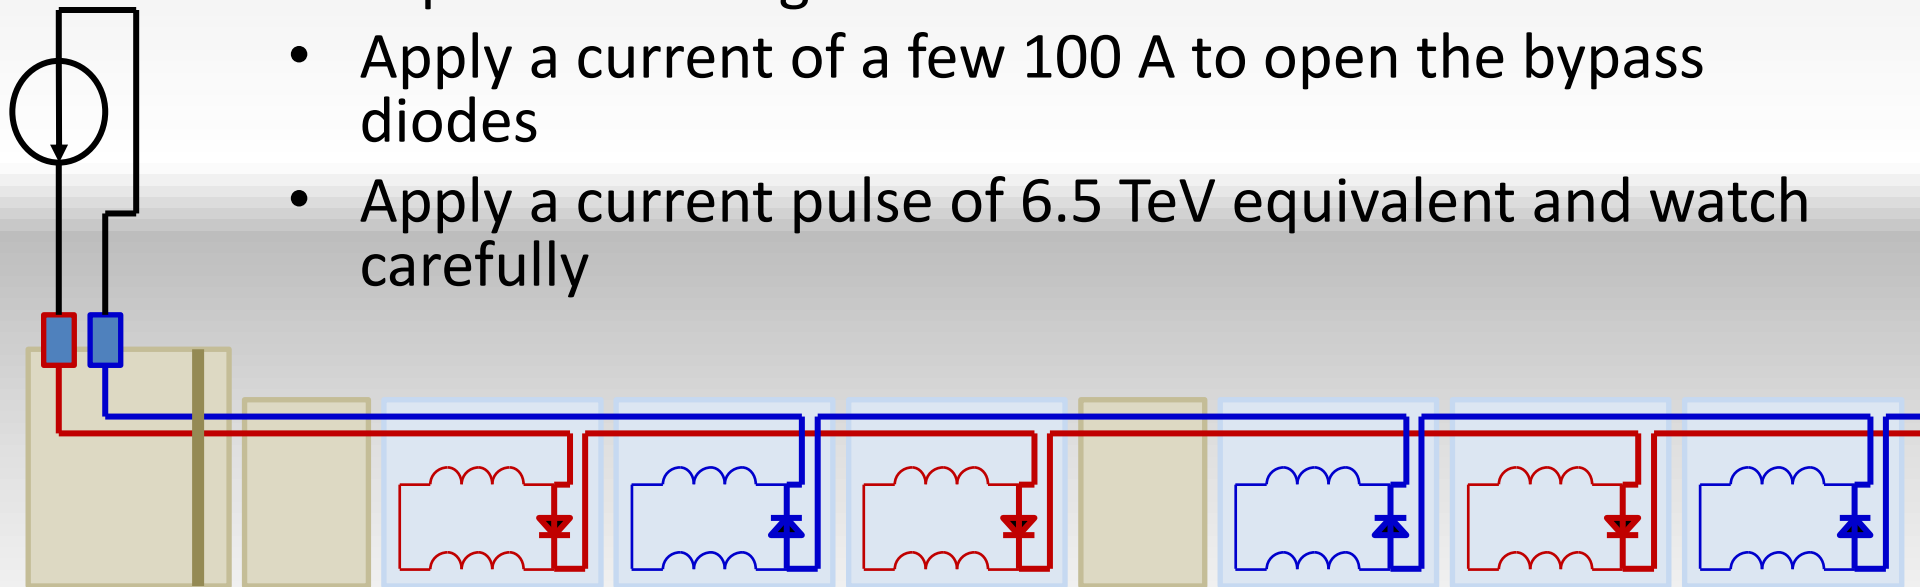 • Apply a current of a few 100 A to open the bypass
diodes
• Apply a current pulse of 6.5 TeV equivalent and watch
carefully